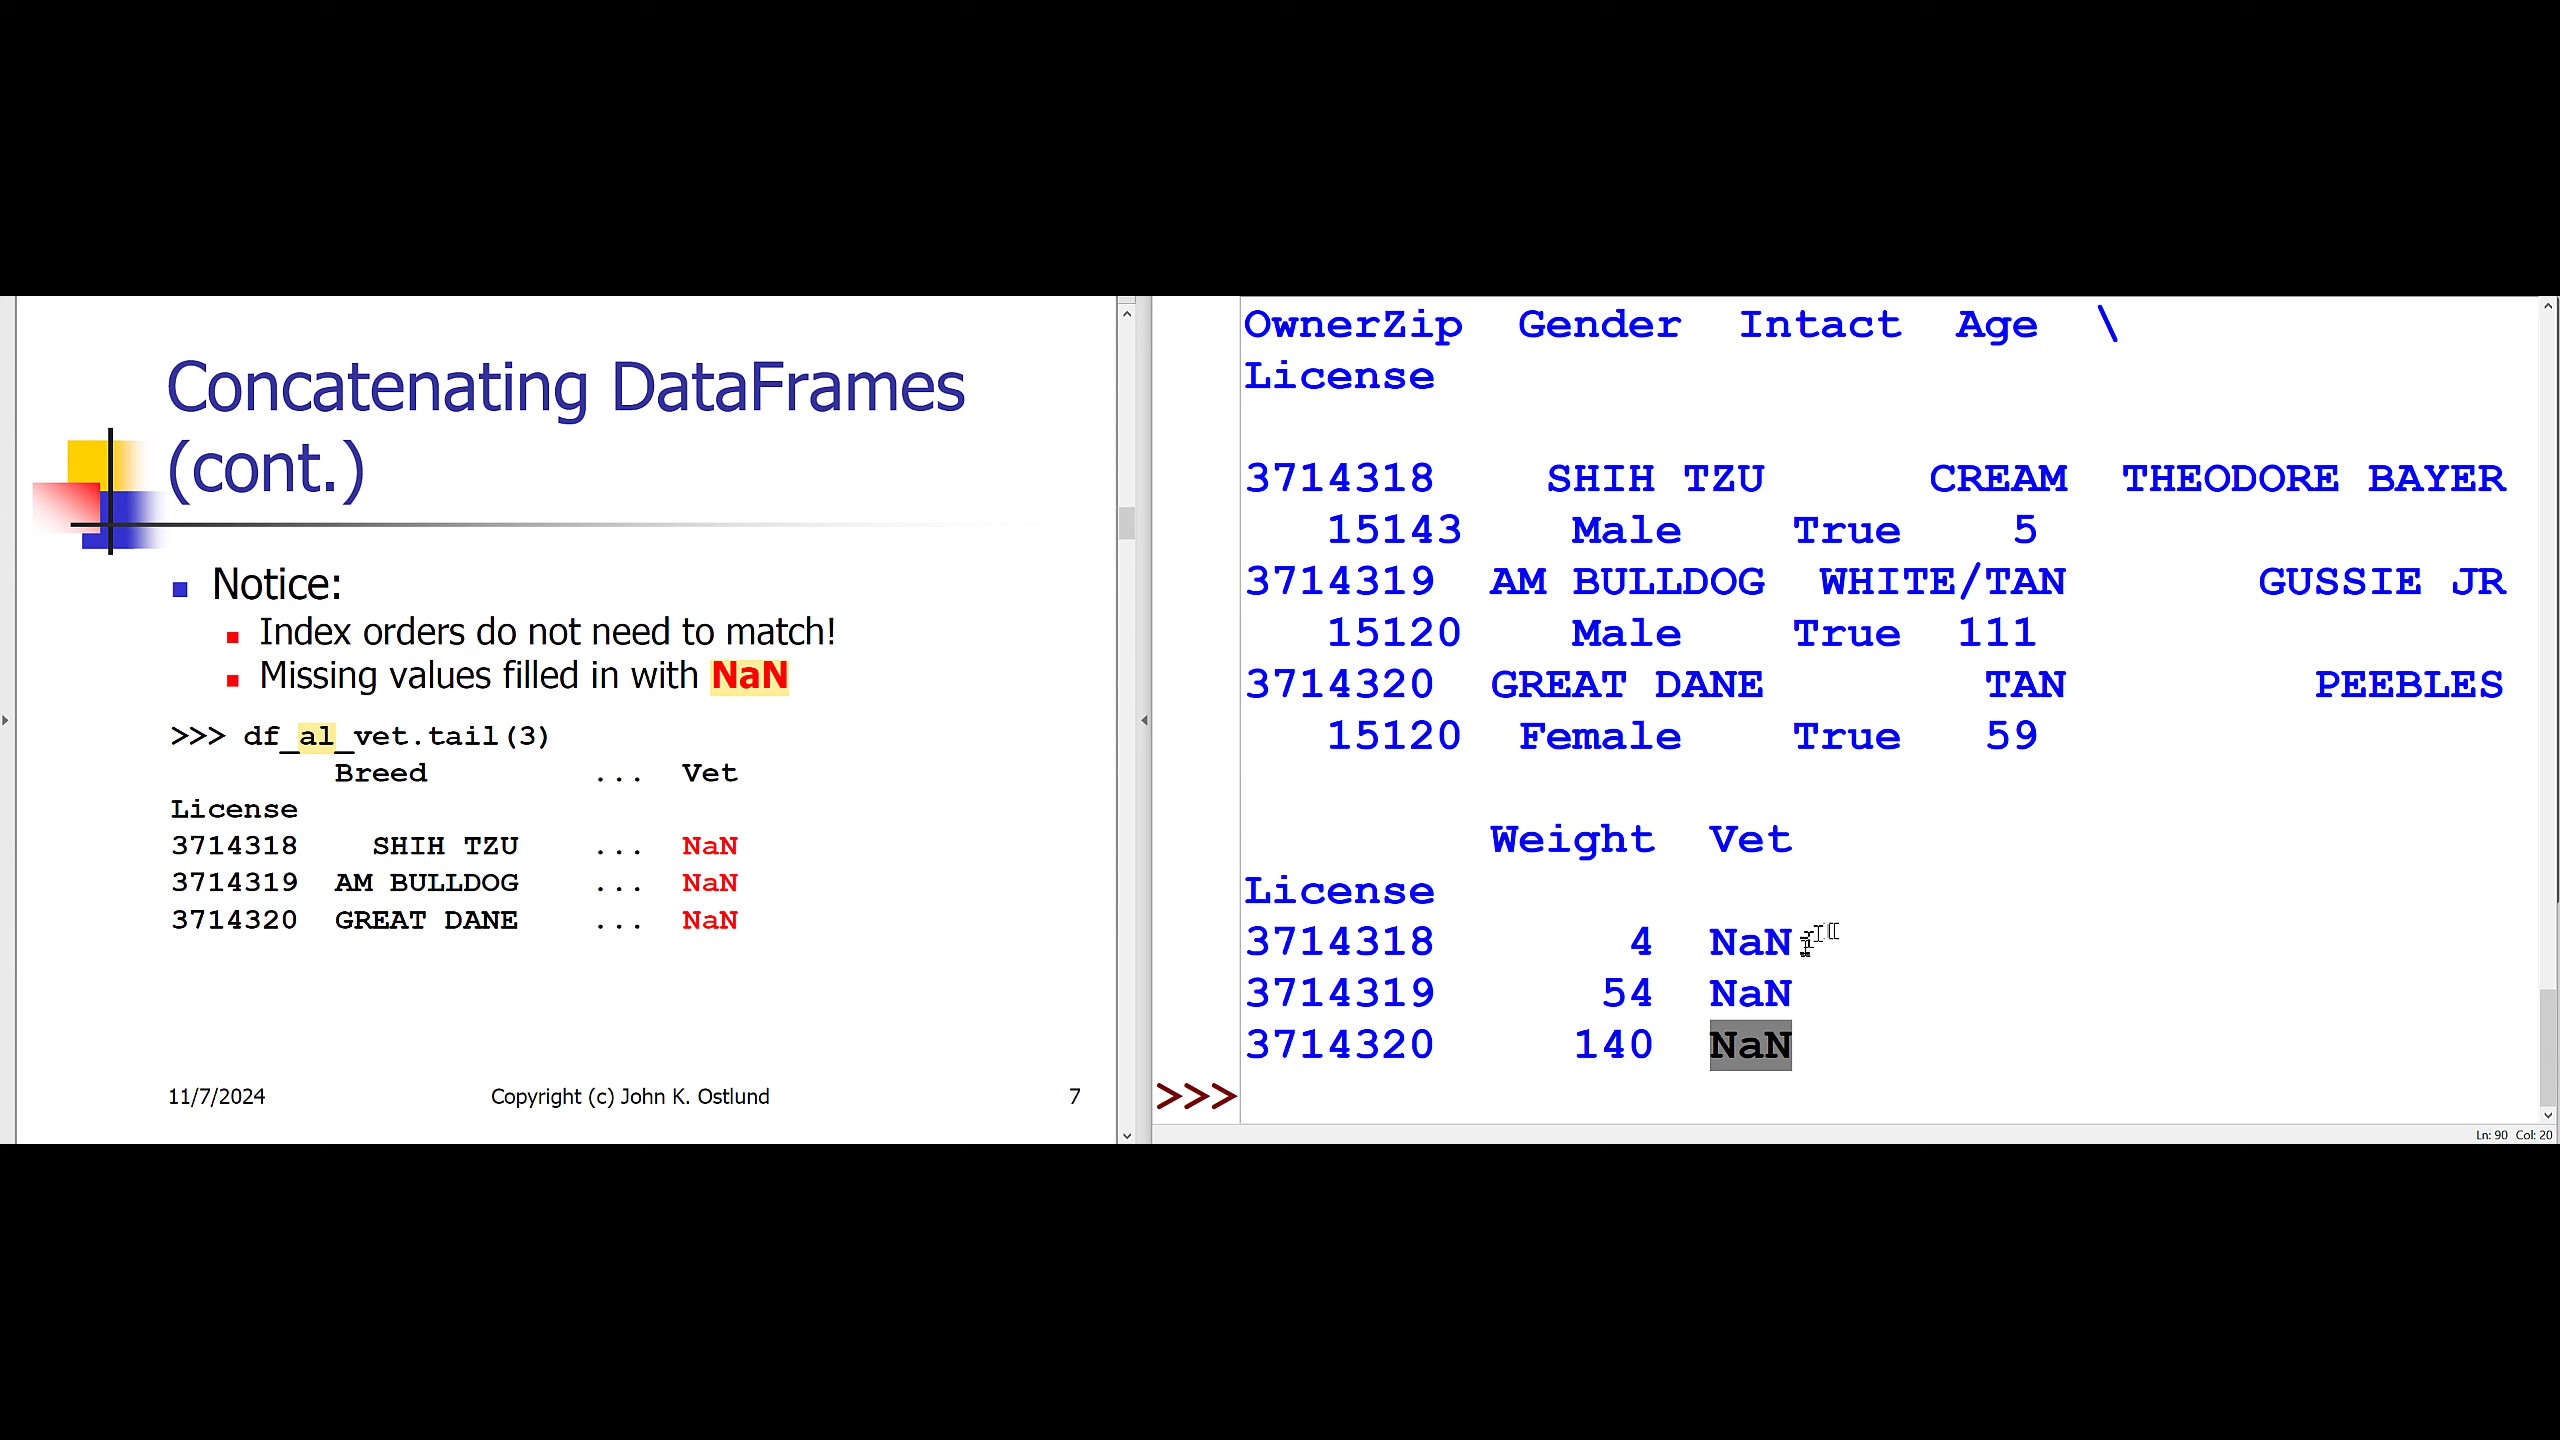 Concatenating DataFrames
(cont.)
Notice:
Index orders do not need to match!
Missing values filled in with NaN
>>> df_al_vet.tail(3)
Breed ... Vet
License
3714318 SHIH TZU ... NaN
3714319 AM BULLDOG ... NaN
3714320 GREAT DANE ... NaN
11/7/2024 Copyright (c) John K. Ostlund 7
OwnerZip Gender Intact Age \
License
3714318 SHIH TZU CREAM THEODORE BAYER
15143 Male True 5
3714319 AM BULLDOG WHITE/TAN GUSSIE JR
15120 Male True 111
3714320 GREAT DANE TAN PEEBLES
15120 Female True 59
Weight Vet
License
3714318 4 NaN
3714319 54 NaN
3714320 140 NaN
>>>
Ln: 90 Col: 20